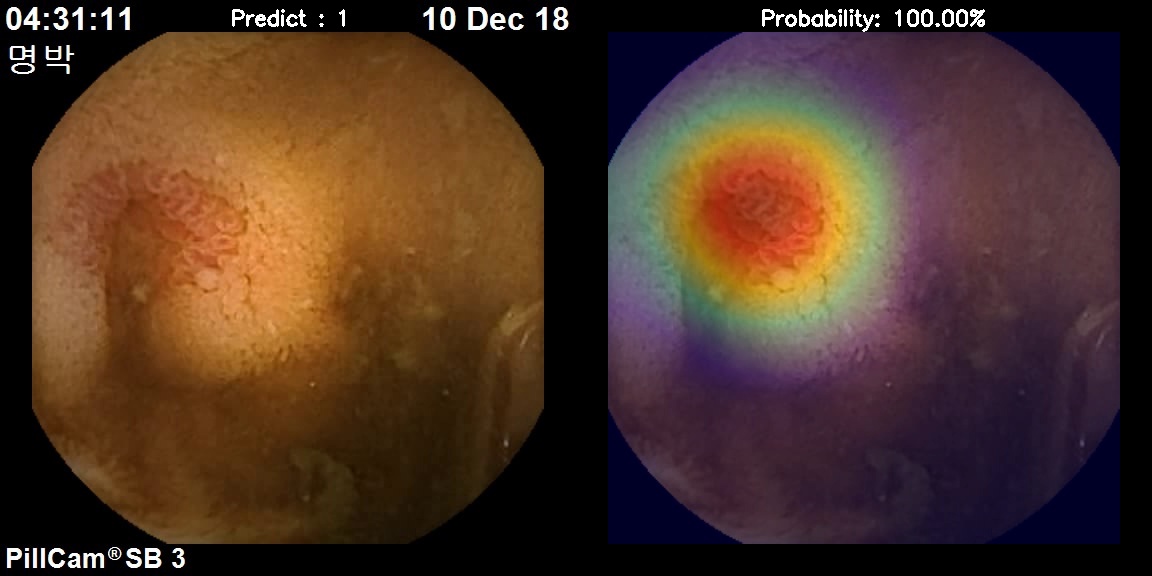 04:31:11 Predict : 1 10 Dec 18 Probability: 100.00%
명박
PillCam® SB 3